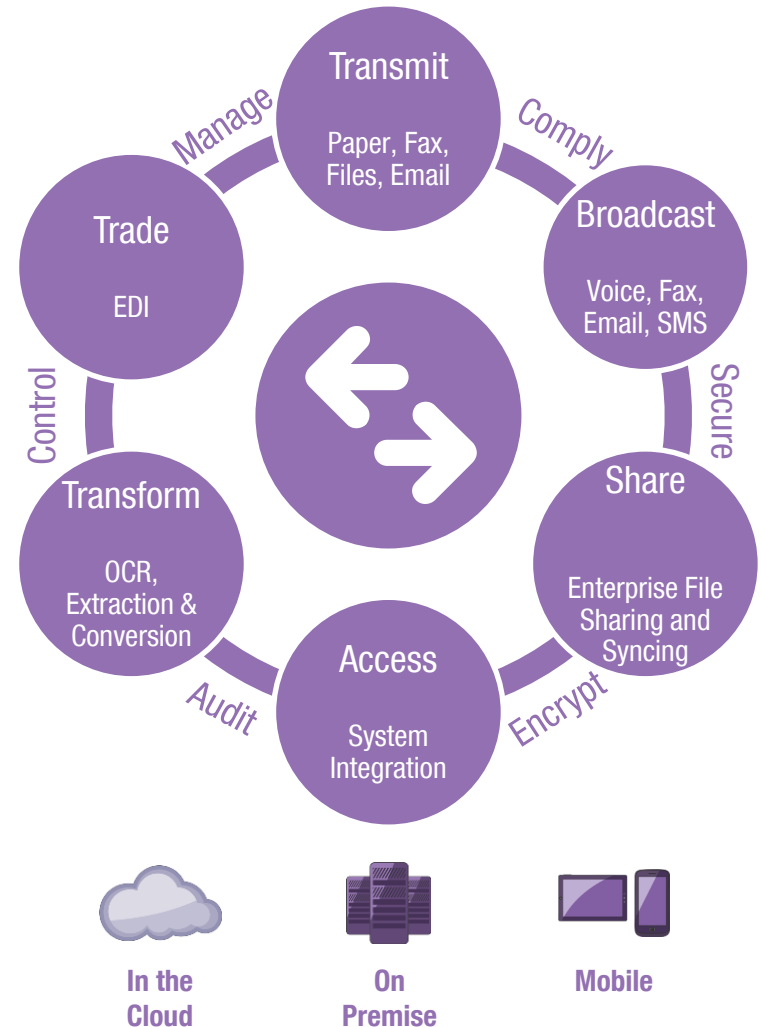 Transmit
Paper, Fax,
Files, Email
Comply
Broadcast
Voice, Fax,
Email, SMS
Secure
Share
Enterprise File
Sharing and
Syncing
Encrypt
Access
System
Integration
Audit
Transform
OCR,
Extraction &
Conversion
Control
Trade
EDI
Manage
In the
Cloud
On
Premise
Mobile